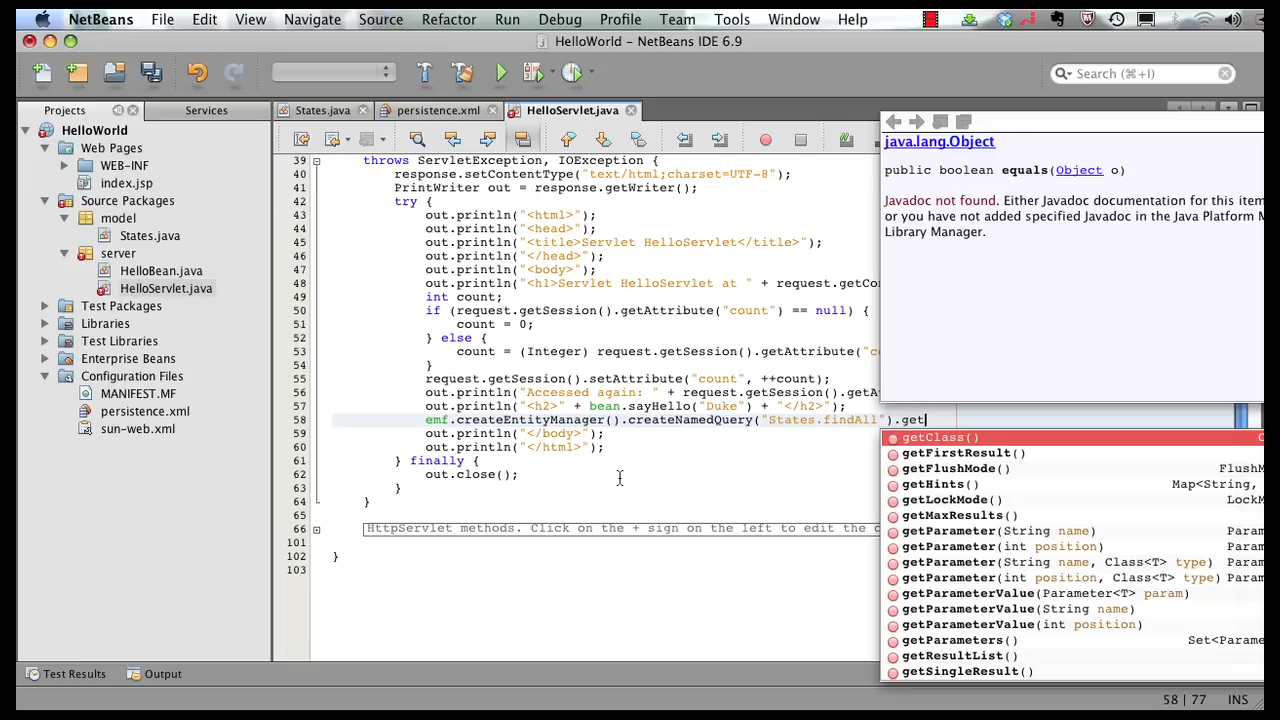 NetBeans File Edit View Navigate Source Refactor Run Debug Profile Team Tools Window Help
HelloWorld – NetBeans IDE 6.9
Search (⌘+I)
Projects Services States.java persistence.xml HelloServlet.java
HelloWorld
Web Pages
WEB-INF
index.jsp
Source Packages
model
States.java
server
HelloBean.java
HelloServlet.java
Test Packages
Libraries
Test Libraries
Enterprise Beans
Configuration Files
MANIFEST.MF
persistence.xml
sun-web.xml
39 throws ServletException, IOException {
40 response.setContentType("text/html;charset=UTF-8");
41 PrintWriter out = response.getWriter();
42 try {
43 out.println("<html>");
44 out.println("<head>");
45 out.println("<title>Servlet HelloServlet</title>");
46 out.println("</head>");
47 out.println("<body>");
48 out.println("<h1>Servlet HelloServlet at " + request.getCo
49 int count;
50 if (request.getSession().getAttribute("count") == null) {
51 count = 0;
52 } else {
53 count = (Integer) request.getSession().getAttribute("c
54 }
55 request.getSession().setAttribute("count", ++count);
56 out.println("Accessed again: " + request.getSession().getA
57 out.println("<h2>" + bean.sayHello("Duke") + "</h2>");
58 emf.createEntityManager().createNamedQuery("States.findAll").get
59 out.println("</body>");
60 out.println("</html>");
61 } finally {
62 out.close();
63 }
64 }
65
66 HttpServlet methods. Click on the + sign on the left to edit the
101
102 }
103
java.lang.Object
public boolean equals(Object o)
Javadoc not found. Either Javadoc documentation for this item
or you have not added specified Javadoc in the Java Platform M
Library Manager.
getClass()
getFirstResult()
getFlushMode() FlushM
getHints() Map<String,
getLockMode() LockM
getMaxResults()
getParameter(String name) Param
getParameter(int position) Param
getParameter(String name, Class<T> type) Param
getParameter(int position, Class<T> type) Param
getParameterValue(Parameter<T> param)
getParameterValue(String name)
getParameterValue(int position)
getParameters() Set<Parame
getResultList()
getSingleResult()
Test Results Output
58 | 77 INS